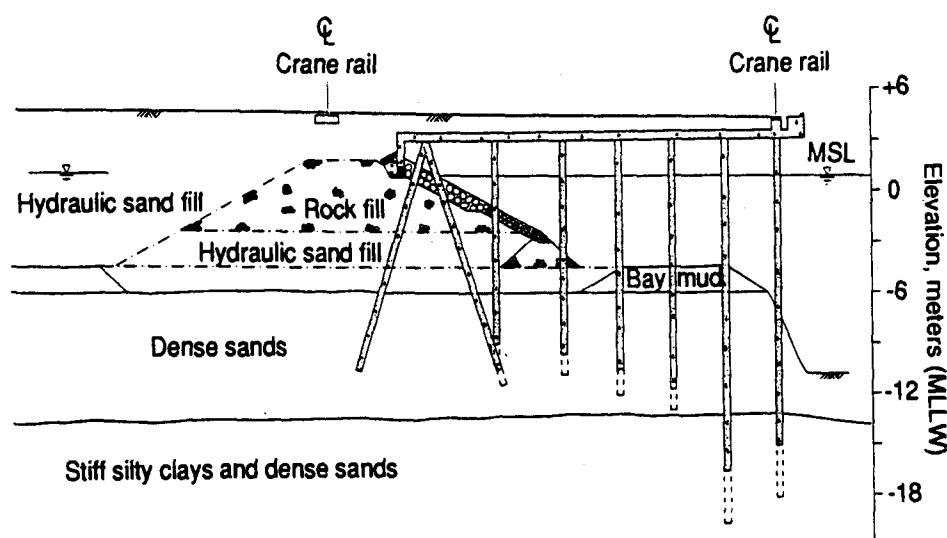 ℄
Crane rail
℄
Crane rail
+6
MSL
0
Hydraulic sand fill
Rock fill
Hydraulic sand fill
Bay mud
-6
Dense sands
-12
Stiff silty clays and dense sands
-18
Elevation, meters (MLLW)